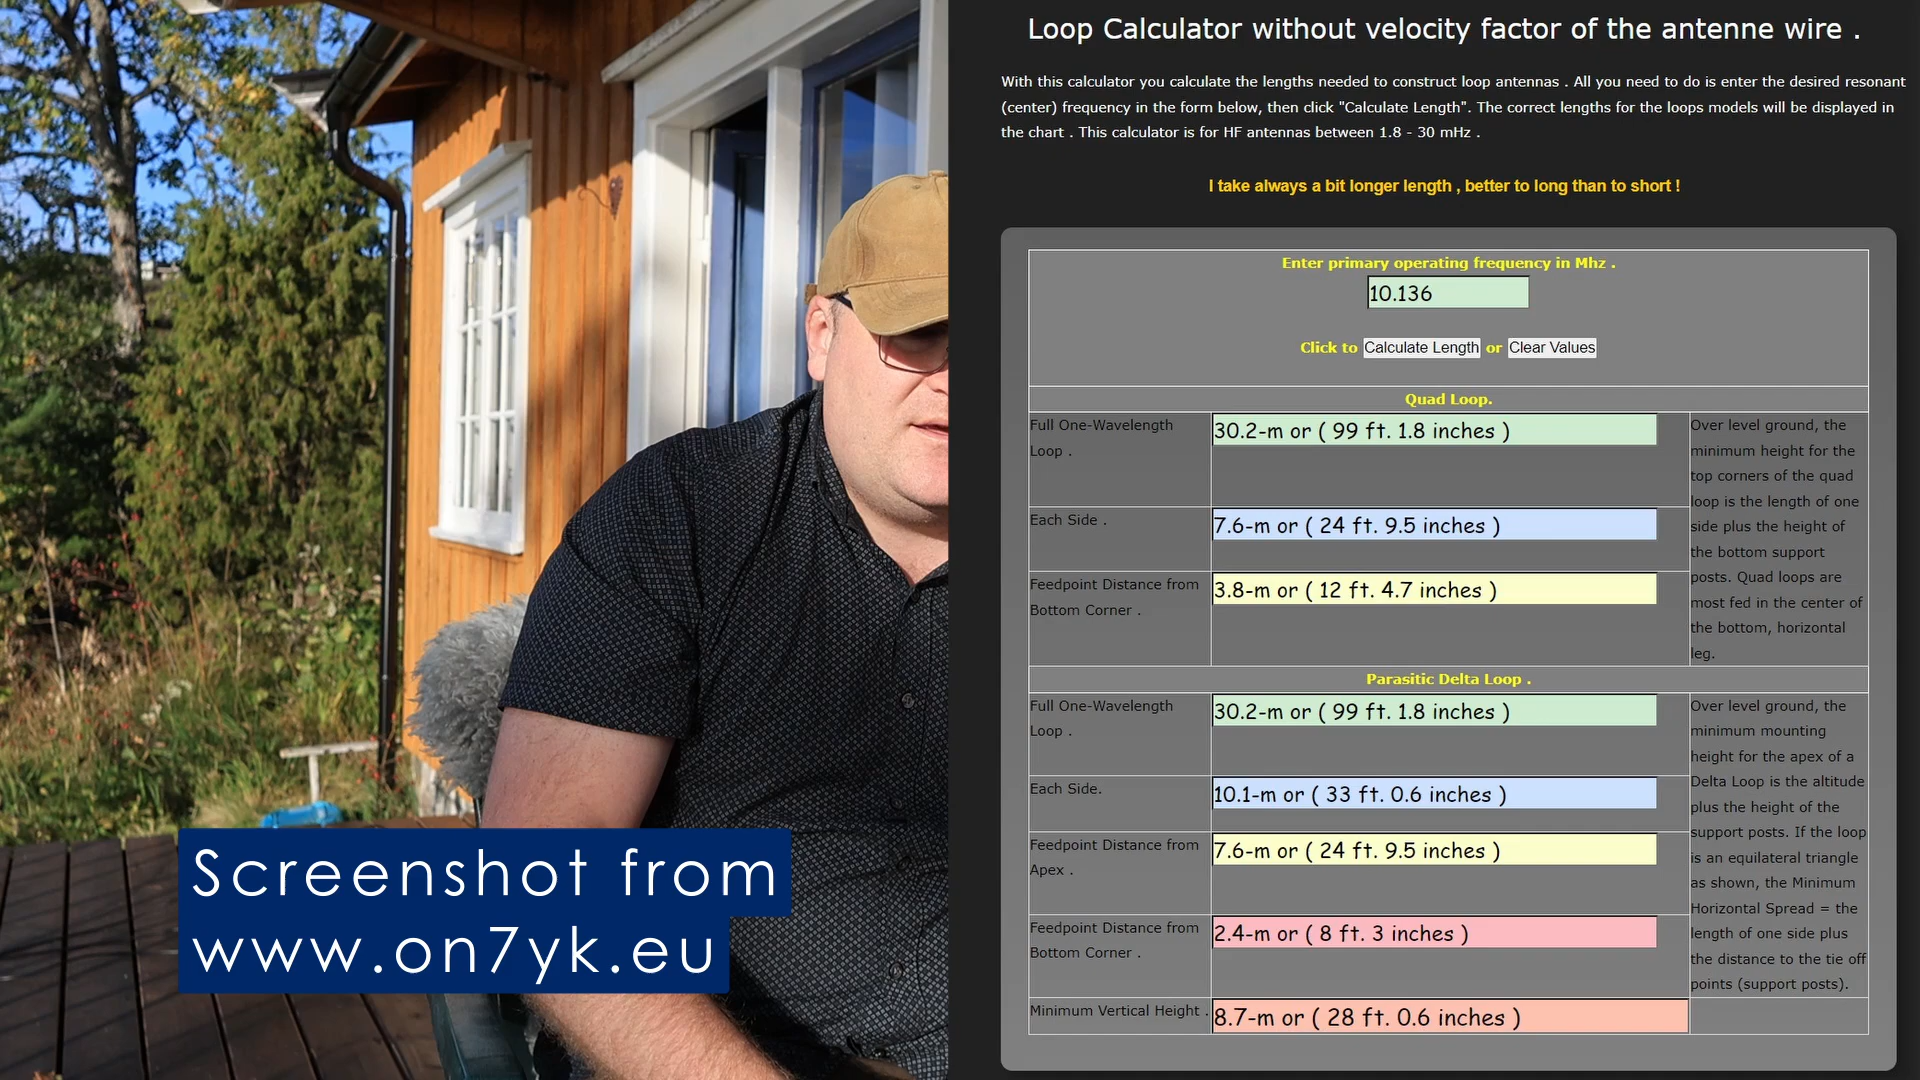 Screenshot from
www.on7yk.eu
Loop Calculator without velocity factor of the antenne wire .
With this calculator you calculate the lengths needed to construct loop antennas . All you need to do is enter the desired resonant
(center) frequency in the form below, then click "Calculate Length". The correct lengths for the loops models will be displayed in
the chart . This calculator is for HF antennas between 1.8 - 30 mHz .
I take always a bit longer length , better to long than to short !
Enter primary operating frequency in Mhz .
10.136
Click to Calculate Length or Clear Values
Quad Loop.
Full One-Wavelength
Loop .
30.2-m or ( 99 ft. 1.8 inches )
Each Side .
7.6-m or ( 24 ft. 9.5 inches )
Feedpoint Distance from
Bottom Corner .
3.8-m or ( 12 ft. 4.7 inches )
Over level ground, the
minimum height for the
top corners of the quad
loop is the length of one
side plus the height of
the bottom support
posts. Quad loops are
most fed in the center of
the bottom, horizontal
leg.
Parasitic Delta Loop .
Full One-Wavelength
Loop .
30.2-m or ( 99 ft. 1.8 inches )
Each Side.
10.1-m or ( 33 ft. 0.6 inches )
Feedpoint Distance from
Apex .
7.6-m or ( 24 ft. 9.5 inches )
Feedpoint Distance from
Bottom Corner .
2.4-m or ( 8 ft. 3 inches )
Minimum Vertical Height .
8.7-m or ( 28 ft. 0.6 inches )
Over level ground, the
minimum mounting
height for the apex of a
Delta Loop is the altitude
plus the height of the
support posts. If the loop
is an equilateral triangle
as shown, the Minimum
Horizontal Spread = the
length of one side plus
the distance to the tie off
points (support posts).